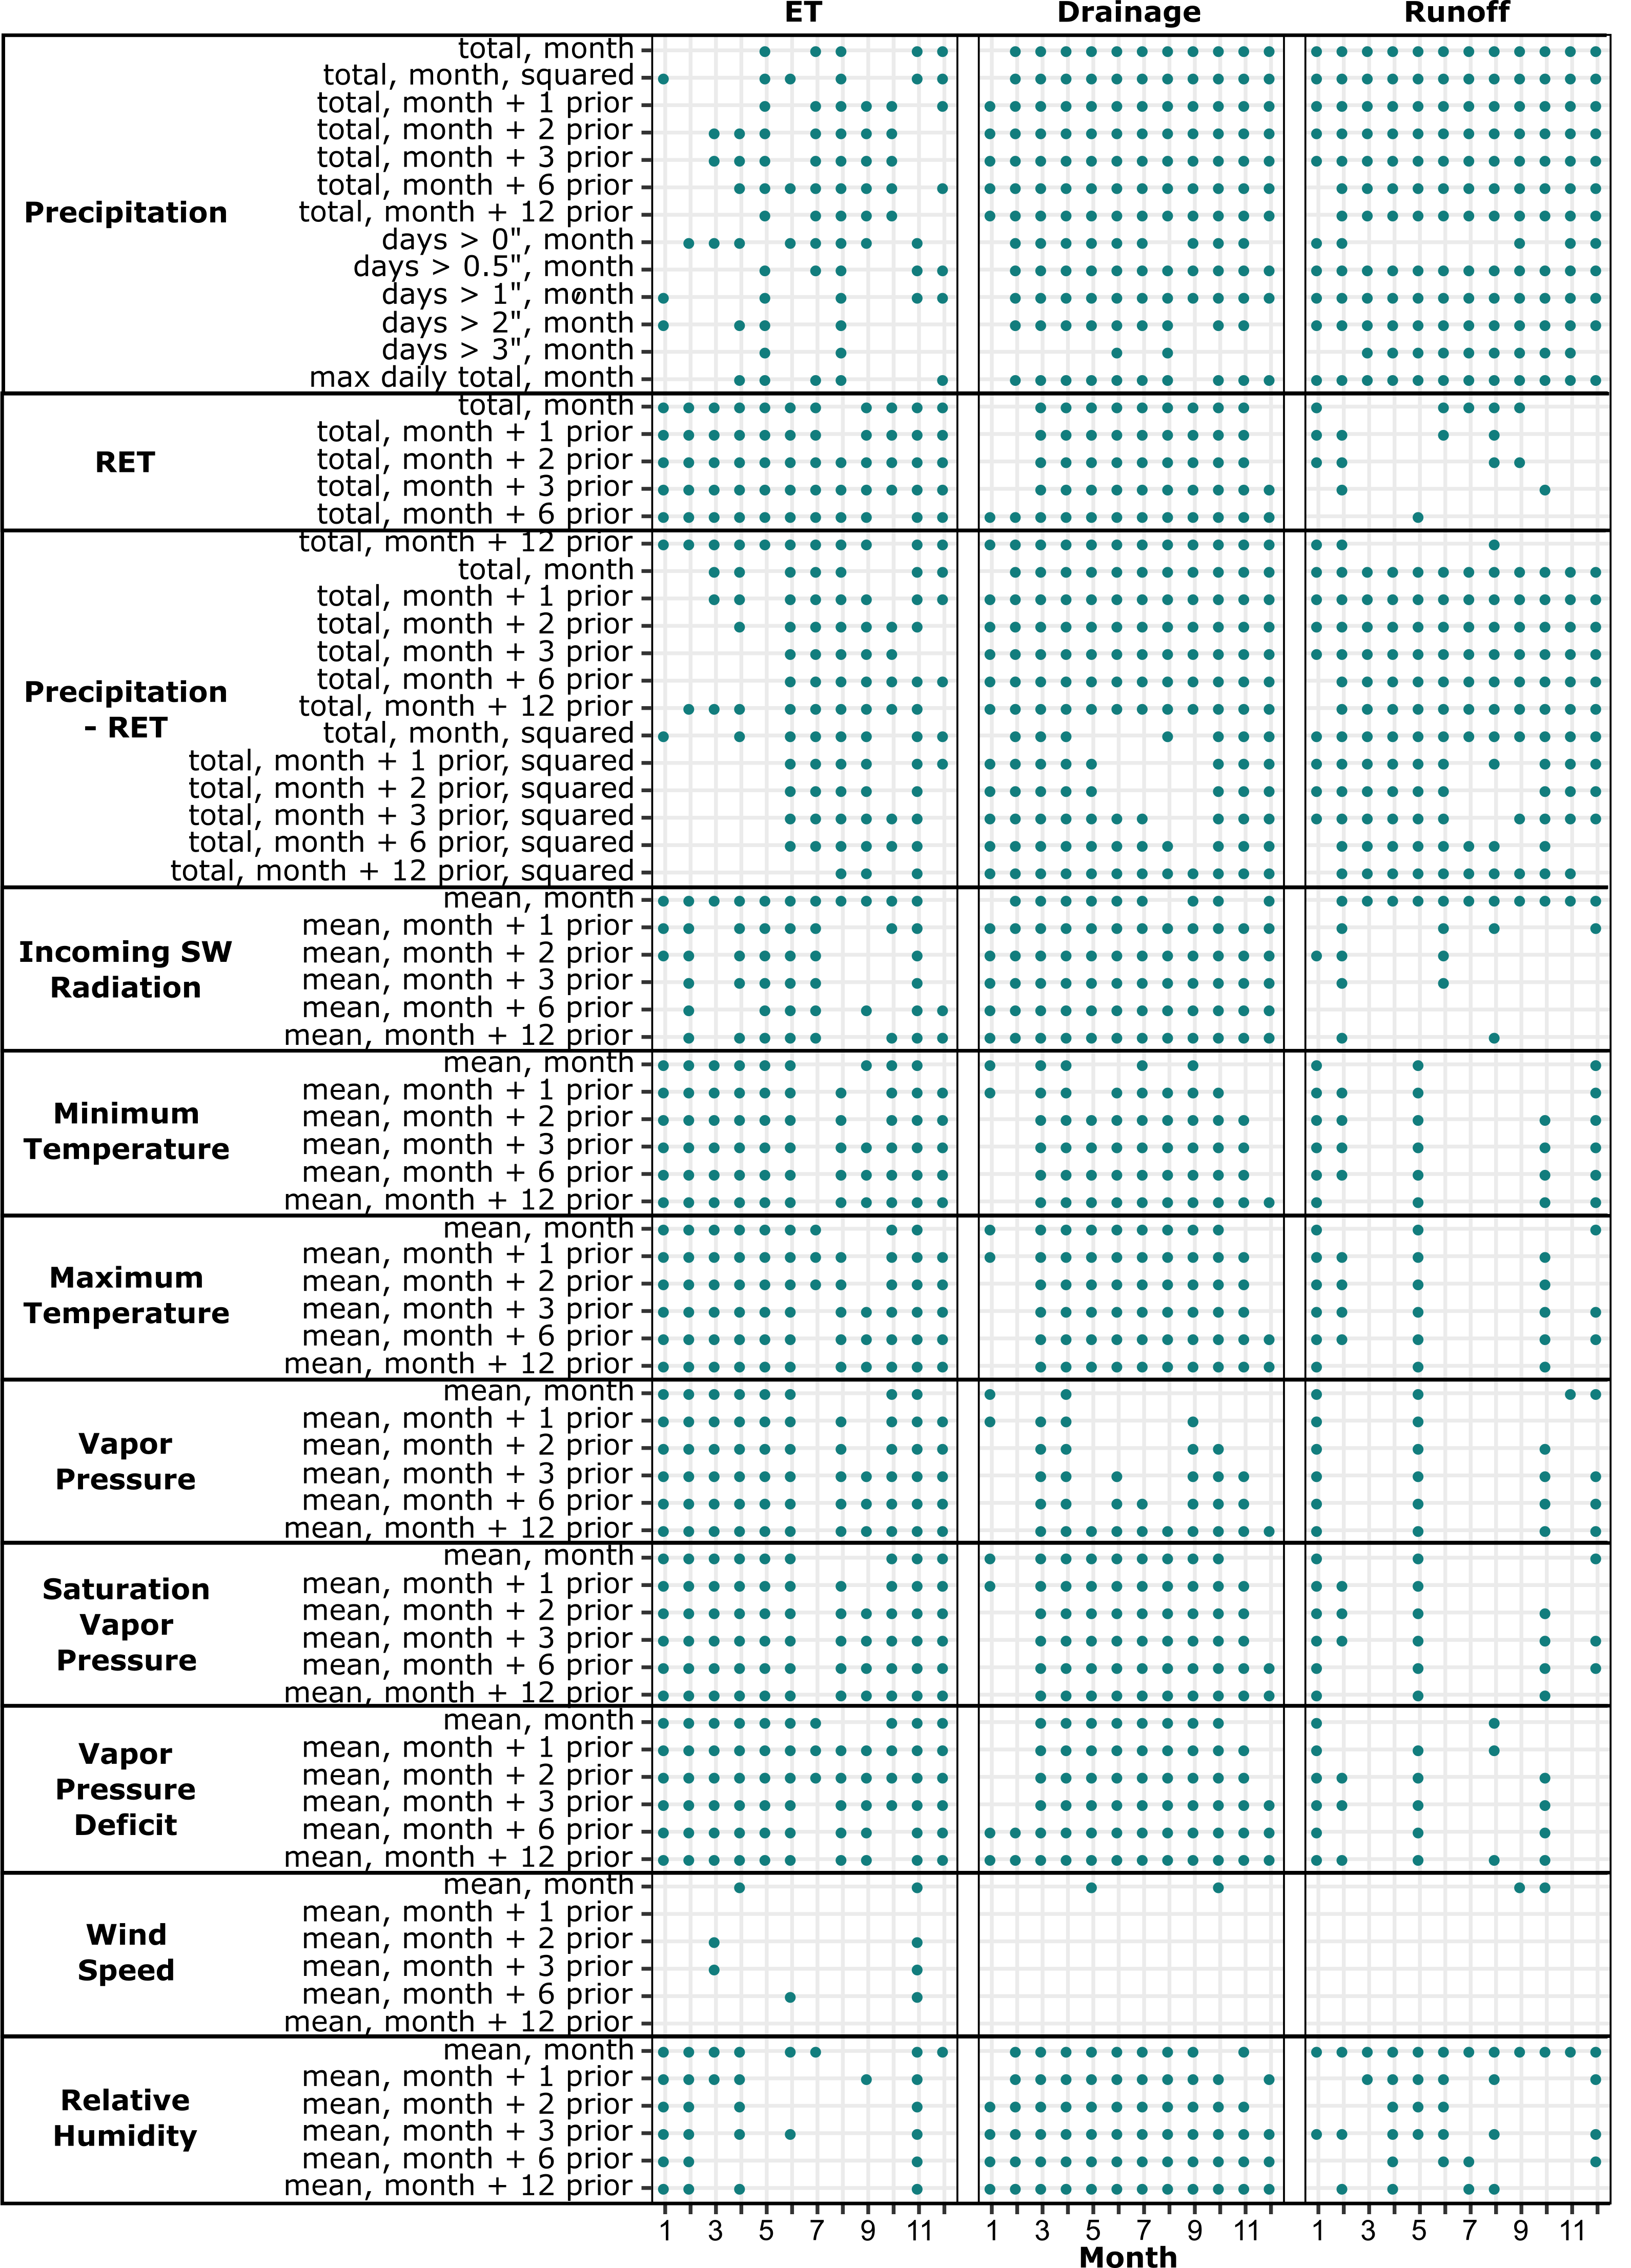 ET Drainage Runoff
Precipitation
total, month
total, month, squared
total, month + 1 prior
total, month + 2 prior
total, month + 3 prior
total, month + 6 prior
total, month + 12 prior
days > 0", month
days > 0.5", month
days > 1", month
days > 2", month
days > 3", month
max daily total, month
RET
total, month
total, month + 1 prior
total, month + 2 prior
total, month + 3 prior
total, month + 6 prior
total, month + 12 prior
Precipitation
- RET
total, month
total, month + 1 prior
total, month + 2 prior
total, month + 3 prior
total, month + 6 prior
total, month + 12 prior
total, month, squared
total, month + 1 prior, squared
total, month + 2 prior, squared
total, month + 3 prior, squared
total, month + 6 prior, squared
total, month + 12 prior, squared
Incoming SW
Radiation
mean, month
mean, month + 1 prior
mean, month + 2 prior
mean, month + 3 prior
mean, month + 6 prior
mean, month + 12 prior
Minimum
Temperature
mean, month
mean, month + 1 prior
mean, month + 2 prior
mean, month + 3 prior
mean, month + 6 prior
mean, month + 12 prior
Maximum
Temperature
mean, month
mean, month + 1 prior
mean, month + 2 prior
mean, month + 3 prior
mean, month + 6 prior
mean, month + 12 prior
Vapor
Pressure
mean, month
mean, month + 1 prior
mean, month + 2 prior
mean, month + 3 prior
mean, month + 6 prior
mean, month + 12 prior
Saturation
Vapor
Pressure
mean, month
mean, month + 1 prior
mean, month + 2 prior
mean, month + 3 prior
mean, month + 6 prior
mean, month + 12 prior
Vapor
Pressure
Deficit
mean, month
mean, month + 1 prior
mean, month + 2 prior
mean, month + 3 prior
mean, month + 6 prior
mean, month + 12 prior
Wind
Speed
mean, month
mean, month + 1 prior
mean, month + 2 prior
mean, month + 3 prior
mean, month + 6 prior
mean, month + 12 prior
Relative
Humidity
mean, month
mean, month + 1 prior
mean, month + 2 prior
mean, month + 3 prior
mean, month + 6 prior
mean, month + 12 prior
1 3 5 7 9 11 1 3 5 7 9 11 1 3 5 7 9 11
Month